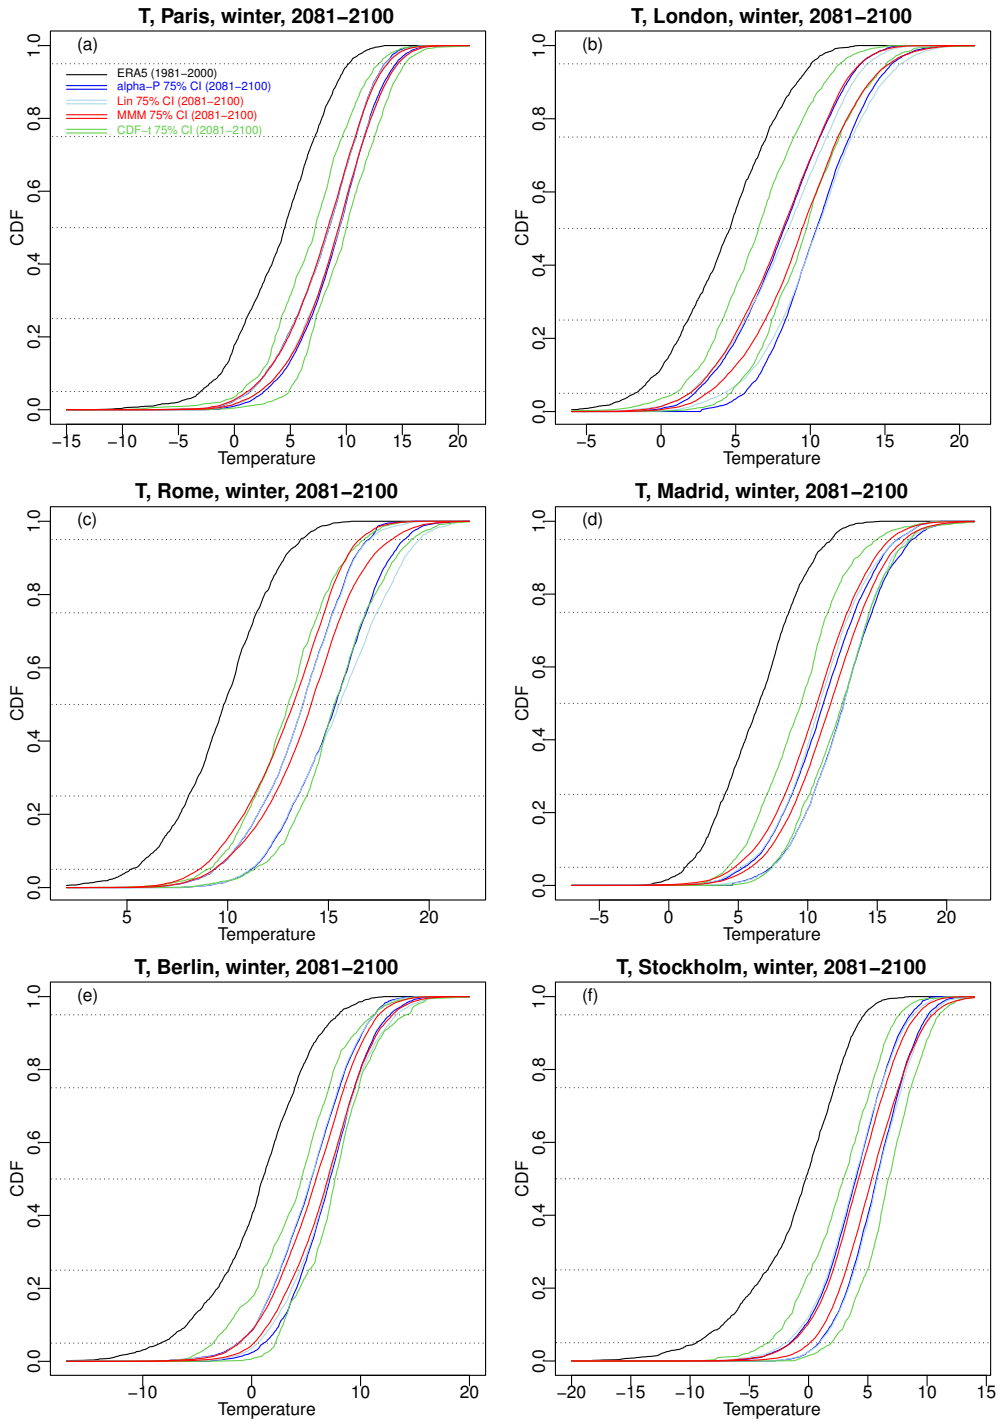 T, Paris, winter, 2081−2100
(a)
ERA5 (1981−2000)
alpha−P 75% CI (2081−2100)
Lin 75% CI (2081−2100)
MMM 75% CI (2081−2100)
CDF−t 75% CI (2081−2100)
CDF
0.0 0.2 0.4 0.6 0.8 1.0
−15 −10 −5 0 5 10 15 20
Temperature
T, London, winter, 2081−2100
(b)
CDF
0.0 0.2 0.4 0.6 0.8 1.0
−5 0 5 10 15 20
Temperature
T, Rome, winter, 2081−2100
(c)
CDF
0.0 0.2 0.4 0.6 0.8 1.0
5 10 15 20
Temperature
T, Madrid, winter, 2081−2100
(d)
CDF
0.0 0.2 0.4 0.6 0.8 1.0
−5 0 5 10 15 20
Temperature
T, Berlin, winter, 2081−2100
(e)
CDF
0.0 0.2 0.4 0.6 0.8 1.0
−10 0 10 20
Temperature
T, Stockholm, winter, 2081−2100
(f)
CDF
0.0 0.2 0.4 0.6 0.8 1.0
−20 −15 −10 −5 0 5 10 15
Temperature